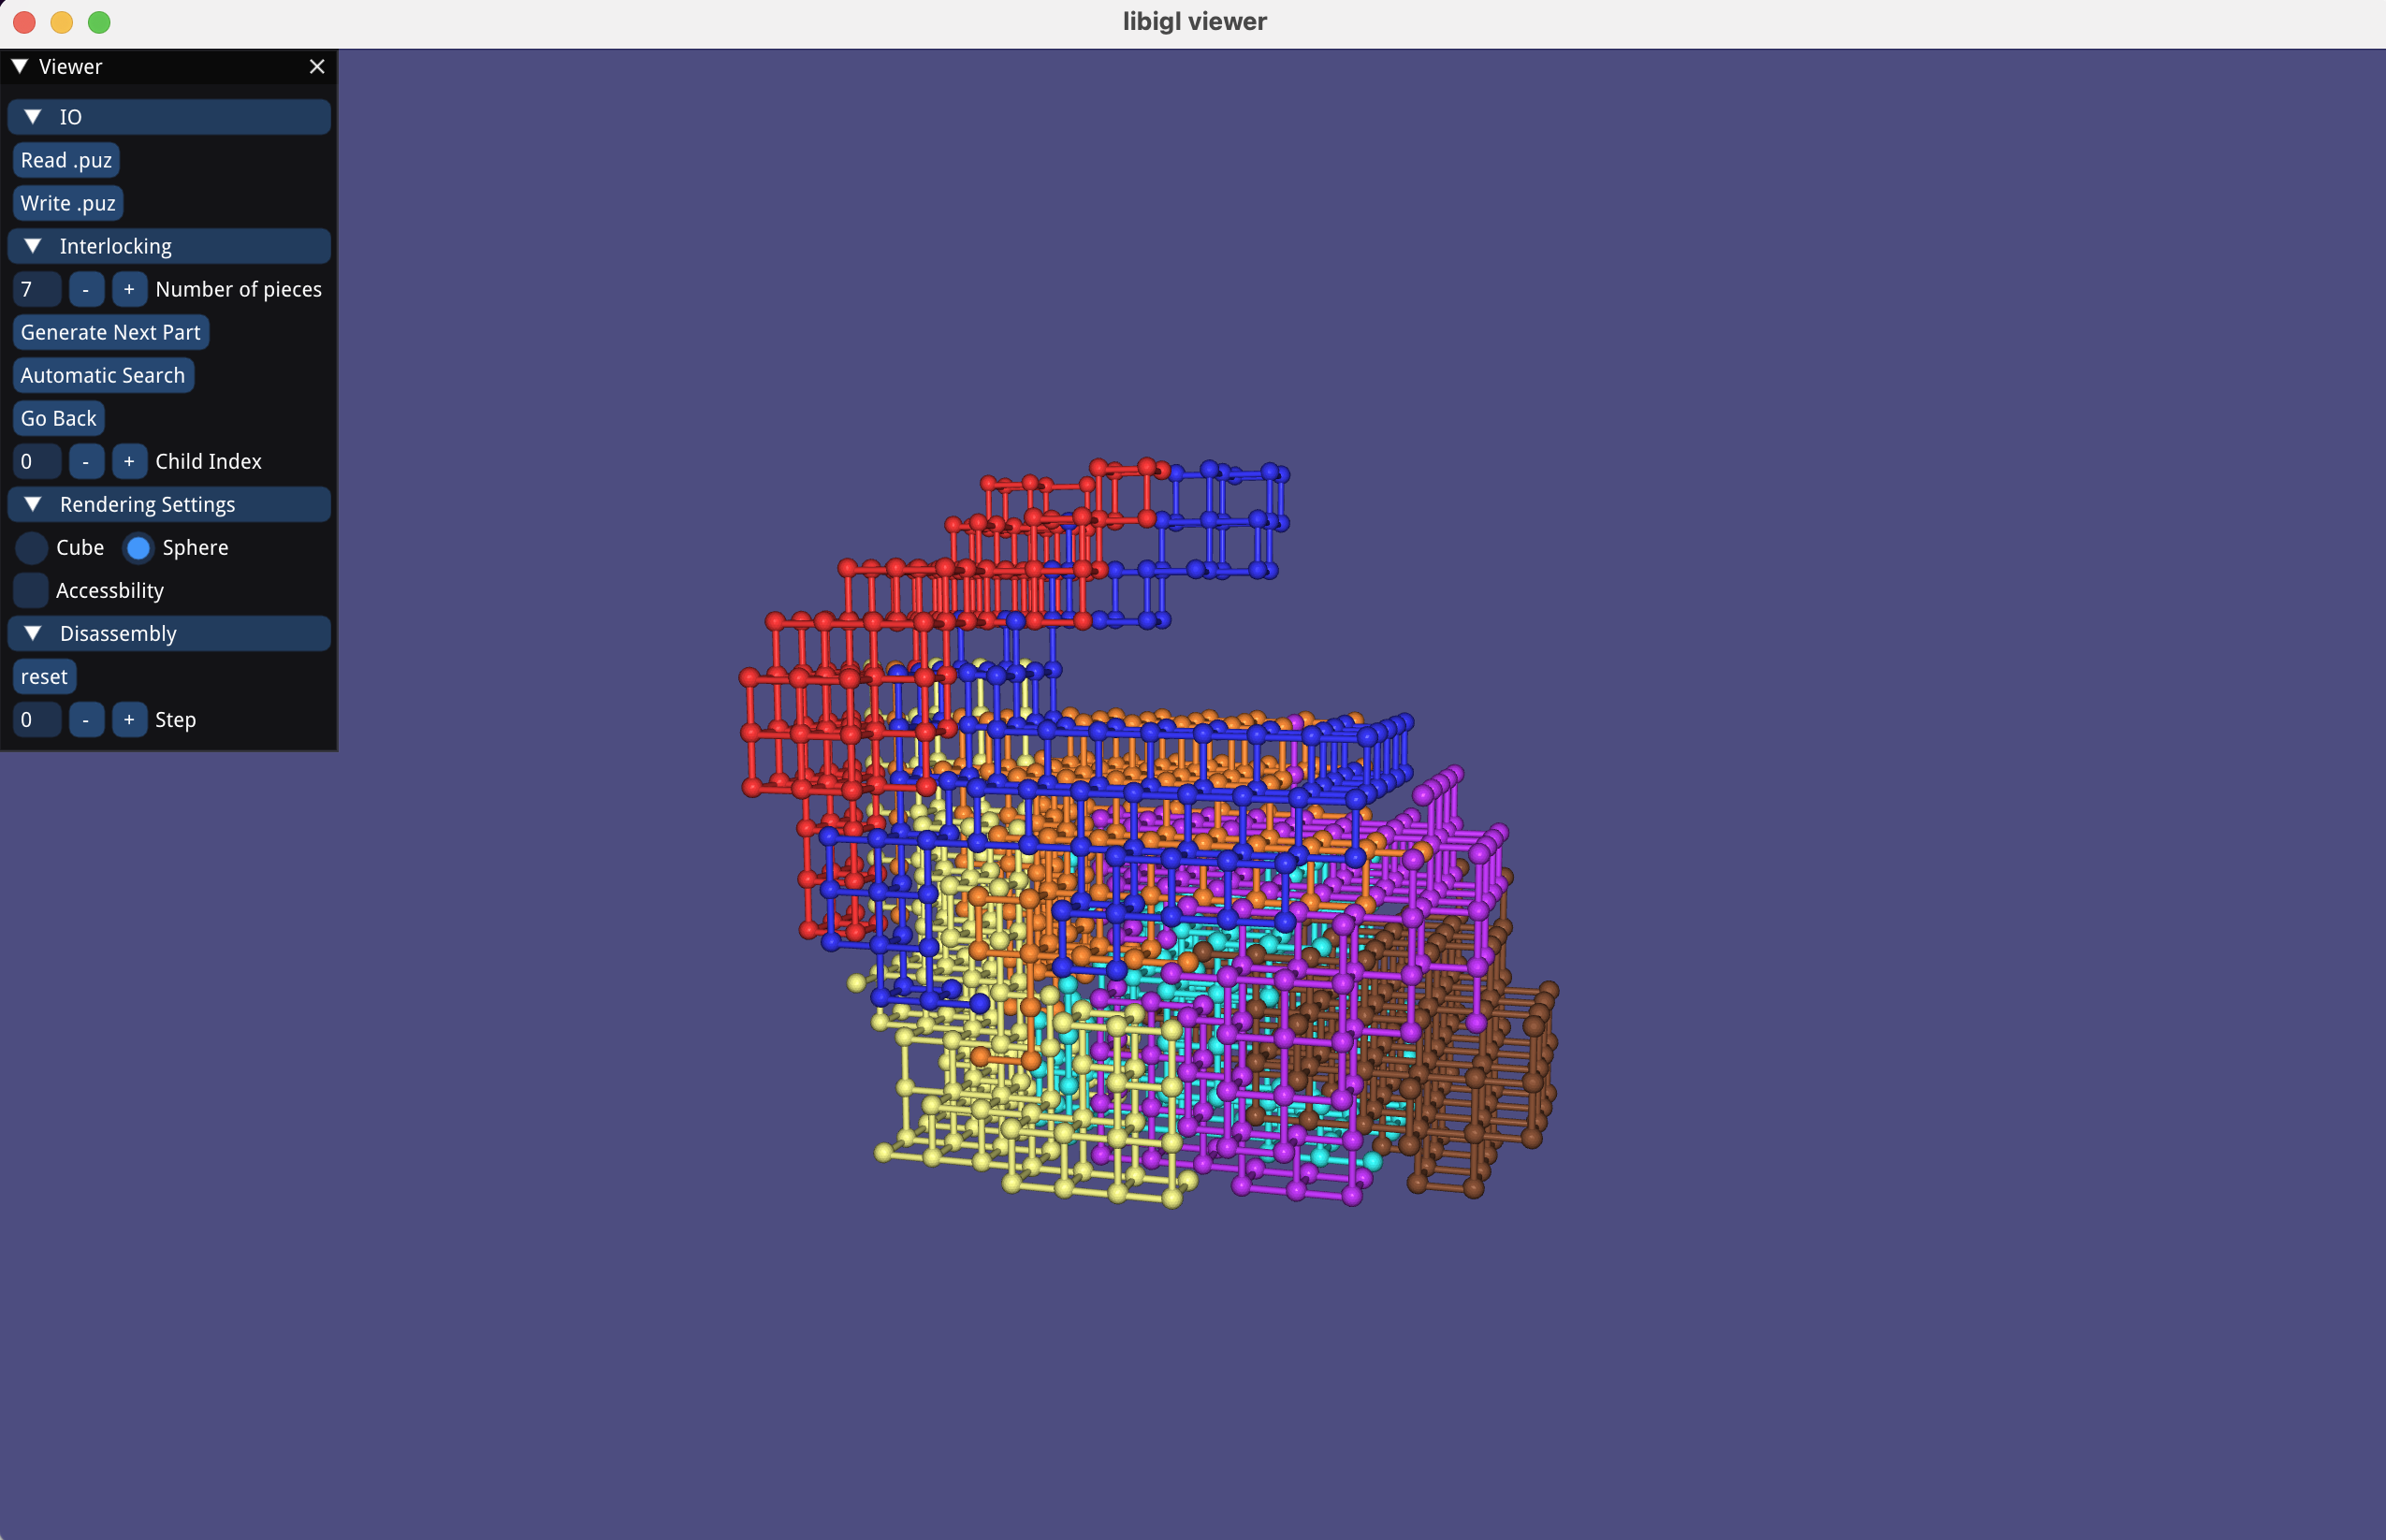 libigl viewer
Viewer
IO
Read .puz
Write .puz
Interlocking
7 - + Number of pieces
Generate Next Part
Automatic Search
Go Back
0 - + Child Index
Rendering Settings
Cube Sphere
Accessbility
Disassembly
reset
0 - + Step